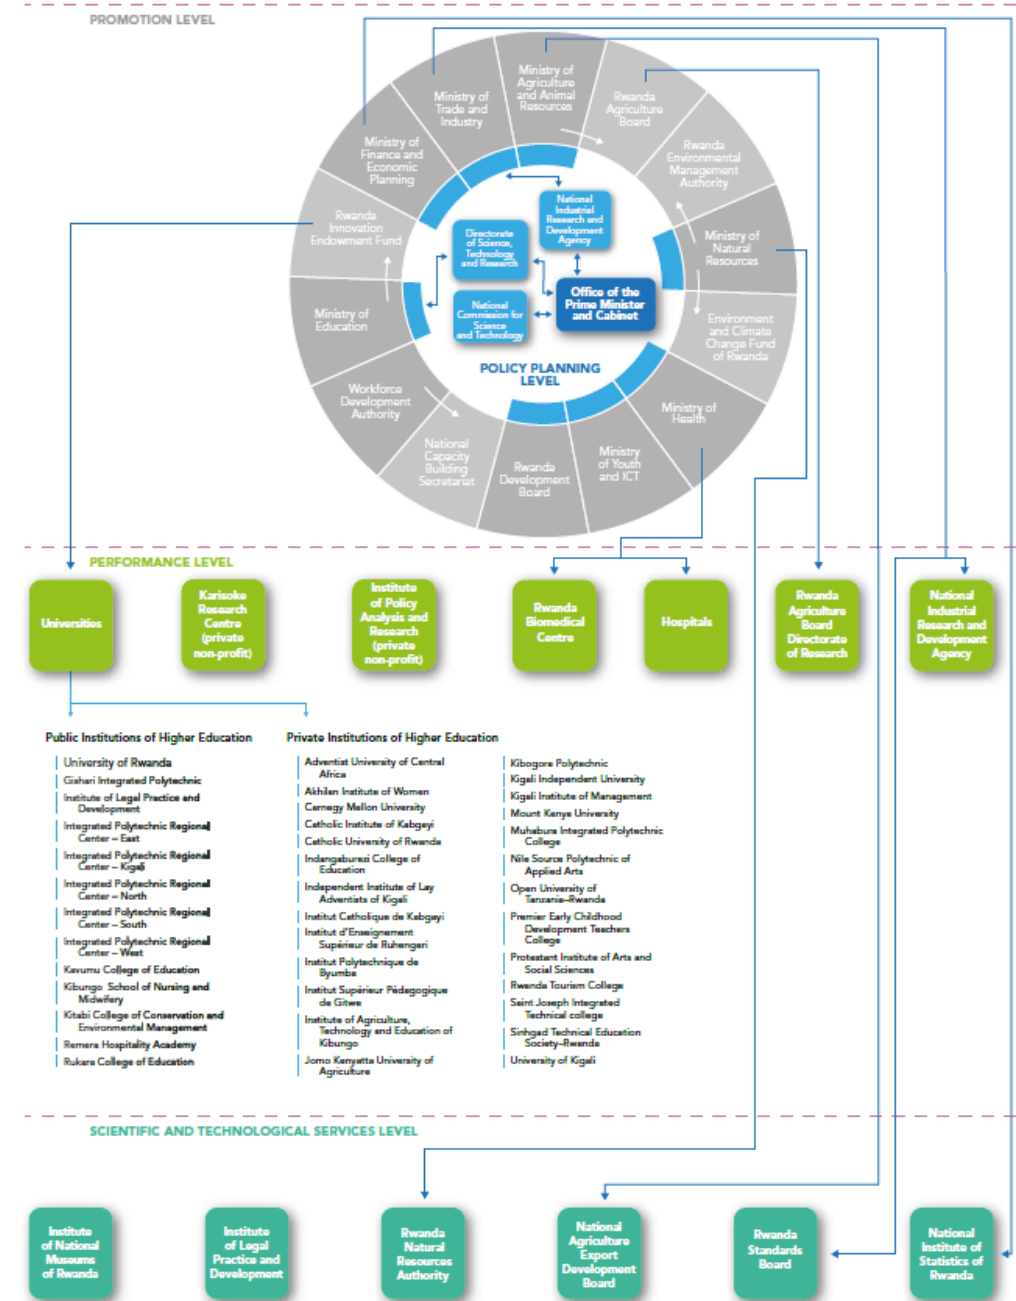 PROMOTION LEVEL
Ministry of
Agriculture
and Animal
Resources
Rwanda
Agriculture
Board
Rwanda
Environmental
Management
Authority
Ministry of
Natural
Resources
Environment
and Climate
Change Fund
of Rwanda
Ministry of
Health
Ministry
of Youth
and ICT
Rwanda
Development
Board
National
Capacity
Building
Secretariat
Workforce
Development
Authority
Ministry of
Education
Rwanda
Innovation
Endowment Fund
Ministry of
Finance and
Economic
Planning
Ministry of
Trade and
Industry
National
Industrial
Research and
Development
Agency
Directorate
of Science,
Technology
and Research
National
Commission for
Science
and Technology
Office of the
Prime Minister
and Cabinet
POLICY PLANNING
LEVEL
PERFORMANCE LEVEL
Universities
Karisoke
Research
Centre
(private
non-profit)
Institute
of Policy
Analysis and
Research
(private
non-profit)
Rwanda
Biomedical
Centre
Hospitals
Rwanda
Agriculture
Board
Directorate
of Research
National
Industrial
Research and
Development
Agency
Public Institutions of Higher Education
University of Rwanda
Gishari Integrated Polytechnic
Institute of Legal Practice and
Development
Integrated Polytechnic Regional
Center – East
Integrated Polytechnic Regional
Center – Kigali
Integrated Polytechnic Regional
Center – North
Integrated Polytechnic Regional
Center – South
Integrated Polytechnic Regional
Center – West
Kavumu College of Education
Kibungo School of Nursing and
Midwifery
Kitabi College of Conservation and
Environmental Management
Remera Hospitality Academy
Rukara College of Education
Private Institutions of Higher Education
Adventist University of Central
Africa
Akhilan Institute of Women
Carnegy Mellon University
Catholic Institute of Kabgayi
Catholic University of Rwanda
Indangaburezi College of
Education
Independent Institute of Lay
Adventists of Kigali
Institut Catholique de Kabgayi
Institut d'Enseignement
Supérieur de Ruhengeri
Institut Polytechnique de
Byumba
Institut Supérieur Pédagogique
de Gitwe
Institute of Agriculture,
Technology and Education of
Kibungo
Jomo Kenyatta University of
Agriculture
Kibogora Polytechnic
Kigali Independent University
Kigali Institute of Management
Mount Kenya University
Muhabura Integrated Polytechnic
College
Nile Source Polytechnic of
Applied Arts
Open University of
Tanzania–Rwanda
Premier Early Childhood
Development Teachers
College
Protestant Institute of Arts and
Social Sciences
Rwanda Tourism College
Saint Joseph Integrated
Technical college
Sinhgad Technical Education
Society–Rwanda
University of Kigali
SCIENTIFIC AND TECHNOLOGICAL SERVICES LEVEL
Institute
of National
Museums
of Rwanda
Institute
of Legal
Practice and
Development
Rwanda
Natural
Resources
Authority
National
Agriculture
Export
Development
Board
Rwanda
Standards
Board
National
Institute of
Statistics of
Rwanda